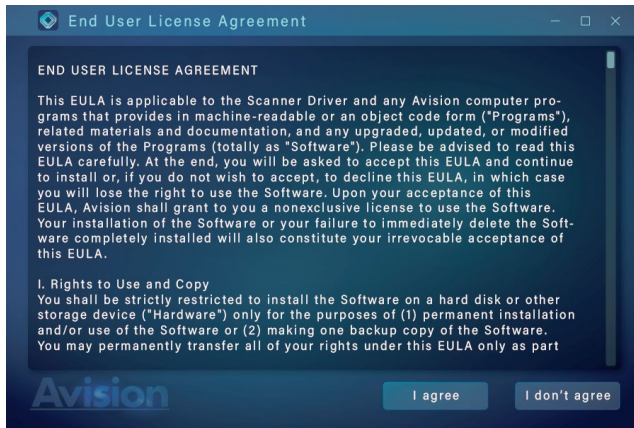 End User License Agreement
END USER LICENSE AGREEMENT
This EULA is applicable to the Scanner Driver and any Avision computer pro-
grams that provides in machine-readable or an object code form ("Programs"),
related materials and documentation, and any upgraded, updated, or modified
versions of the Programs (totally as "Software"). Please be advised to read this
EULA carefully. At the end, you will be asked to accept this EULA and continue
to install or, if you do not wish to accept, to decline this EULA, in which case
you will lose the right to use the Software. Upon your acceptance of this
EULA, Avision shall grant to you a nonexclusive license to use the Software.
Your installation of the Software or your failure to immediately delete the Soft-
ware completely installed will also constitute your irrevocable acceptance of
this EULA.
I. Rights to Use and Copy
You shall be strictly restricted to install the Software on a hard disk or other
storage device ("Hardware") only for the purposes of (1) permanent installation
and/or use of the Software or (2) making one backup copy of the Software.
You may permanently transfer all of your rights under this EULA only as part
Avision
I agree
I don't agree